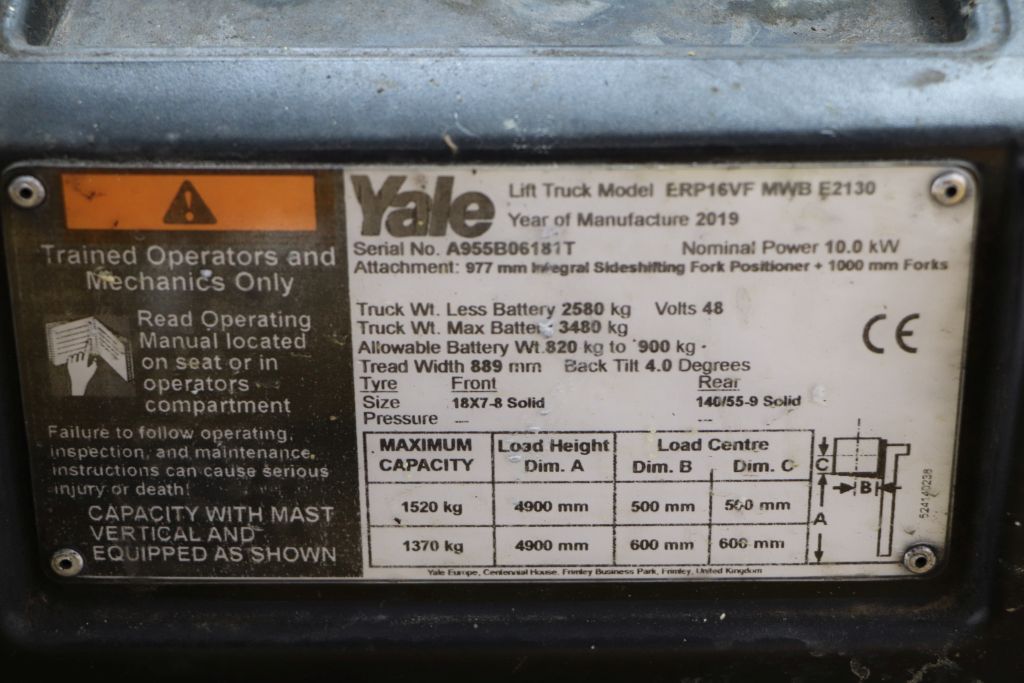 Trained Operators and
Mechanics Only
Read Operating
Manual located
on seat or in
operators
compartment
Failure to follow operating,
inspection, and maintenance
instructions can cause serious
injury or death!
CAPACITY WITH MAST
VERTICAL AND
EQUIPPED AS SHOWN
Yale
Lift Truck Model ERP16VF MWB E2130
Year of Manufacture 2019
Serial No. A955B06181T Nominal Power 10.0 kW
Attachment: 977 mm Integral Sideshifting Fork Positioner + 1000 mm Forks
Truck Wt. Less Battery 2580 kg Volts 48
Truck Wt. Max Battery 3480 kg
Allowable Battery Wt. 820 kg to 900 kg
Tread Width 889 mm Back Tilt 4.0 Degrees
Tyre Front Rear
Size 18X7-8 Solid 140/55-9 Solid
Pressure --- ---
CE
MAXIMUM CAPACITY Load Height Dim. A Load Centre Dim. B Dim. C
1520 kg 4900 mm 500 mm 500 mm
1370 kg 4900 mm 600 mm 600 mm
C
B
A
524140238
Yale Europe, Centennial House, Frimley Business Park, Frimley, United Kingdom